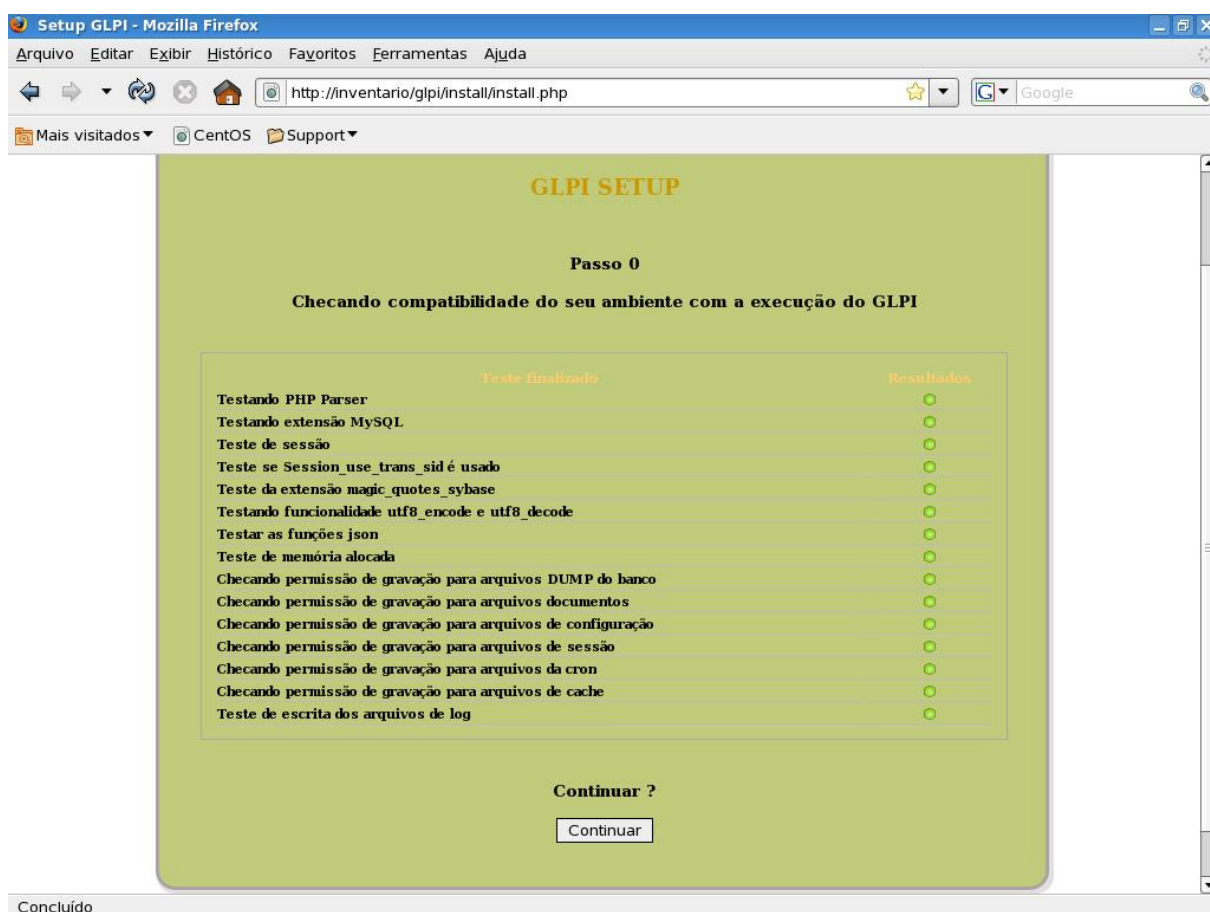 Setup GLPI - Mozilla Firefox
Arquivo Editar Exibir Histórico Favoritos Ferramentas Ajuda
http://inventario/glpi/install/install.php
G Google
Mais visitados CentOS Support
GLPI SETUP
Passo 0
Checando compatibilidade do seu ambiente com a execução do GLPI
Teste finalizado Resultados
Testando PHP Parser
Testando extensão MySQL
Teste de sessão
Teste se Session_use_trans_sid é usado
Teste da extensão magic_quotes_sybase
Testando funcionalidade utf8_encode e utf8_decode
Testar as funções json
Teste de memória alocada
Checando permissão de gravação para arquivos DUMP do banco
Checando permissão de gravação para arquivos documentos
Checando permissão de gravação para arquivos de configuração
Checando permissão de gravação para arquivos de sessão
Checando permissão de gravação para arquivos da cron
Checando permissão de gravação para arquivos de cache
Teste de escrita dos arquivos de log
Continuar ?
Continuar
Concluído